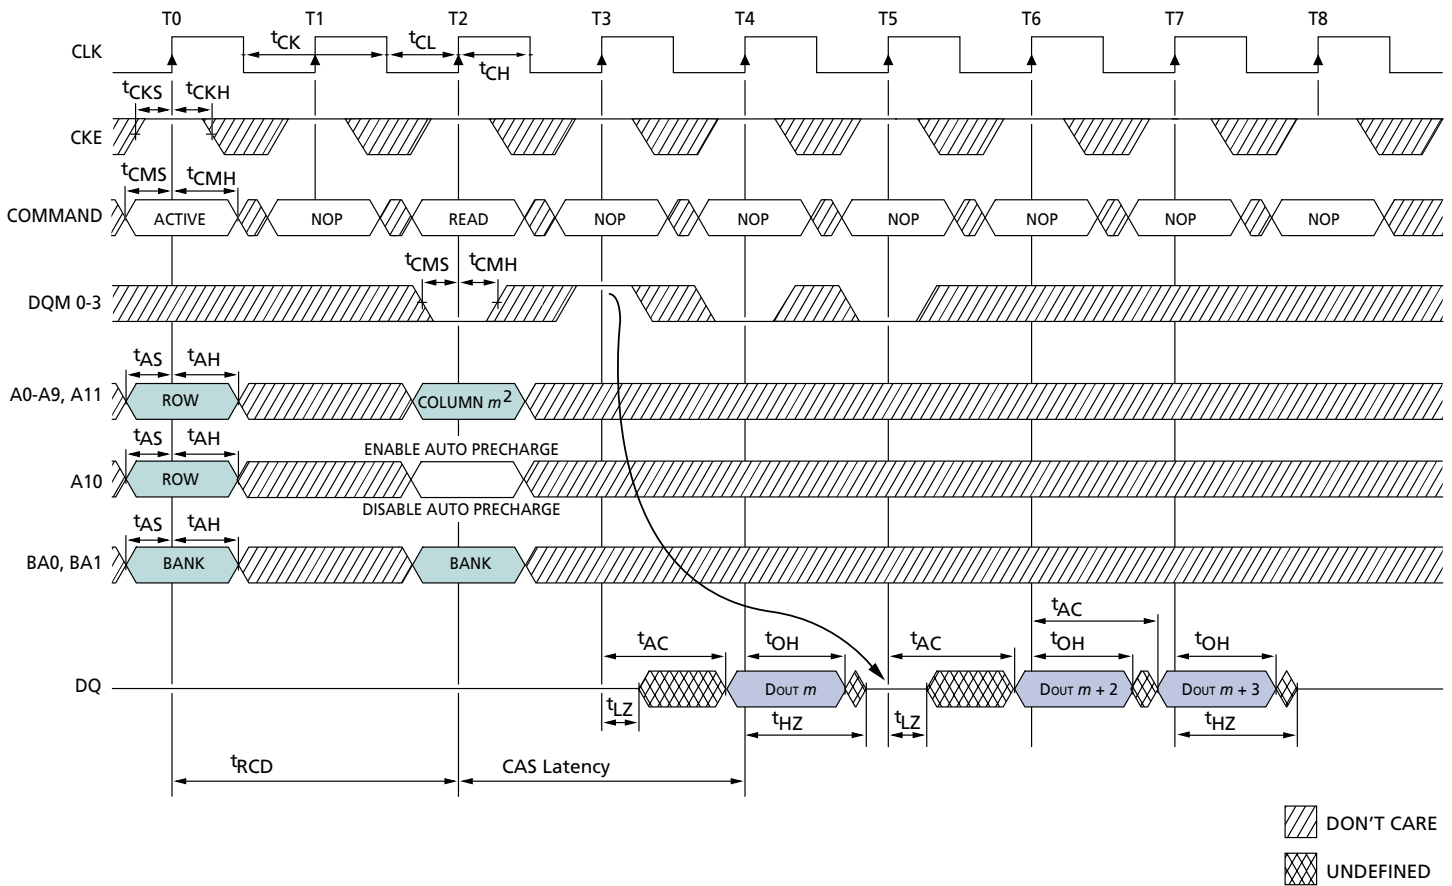 T0 T1 T2 T3 T4 T5 T6 T7 T8
CLK tCK tCL tCH
tCKS tCKH
CKE
tCMS tCMH
COMMAND ACTIVE NOP READ NOP NOP NOP NOP NOP NOP
tCMS tCMH
DQM 0-3
tAS tAH
A0-A9, A11 ROW COLUMN m2
tAS tAH ENABLE AUTO PRECHARGE
A10 ROW
DISABLE AUTO PRECHARGE
tAS tAH
BA0, BA1 BANK BANK
tAC
tAC tOH tAC tOH tOH
DQ DOUT m DOUT m + 2 DOUT m + 3
tLZ tHZ tLZ tHZ
tRCD CAS Latency
DON'T CARE
UNDEFINED